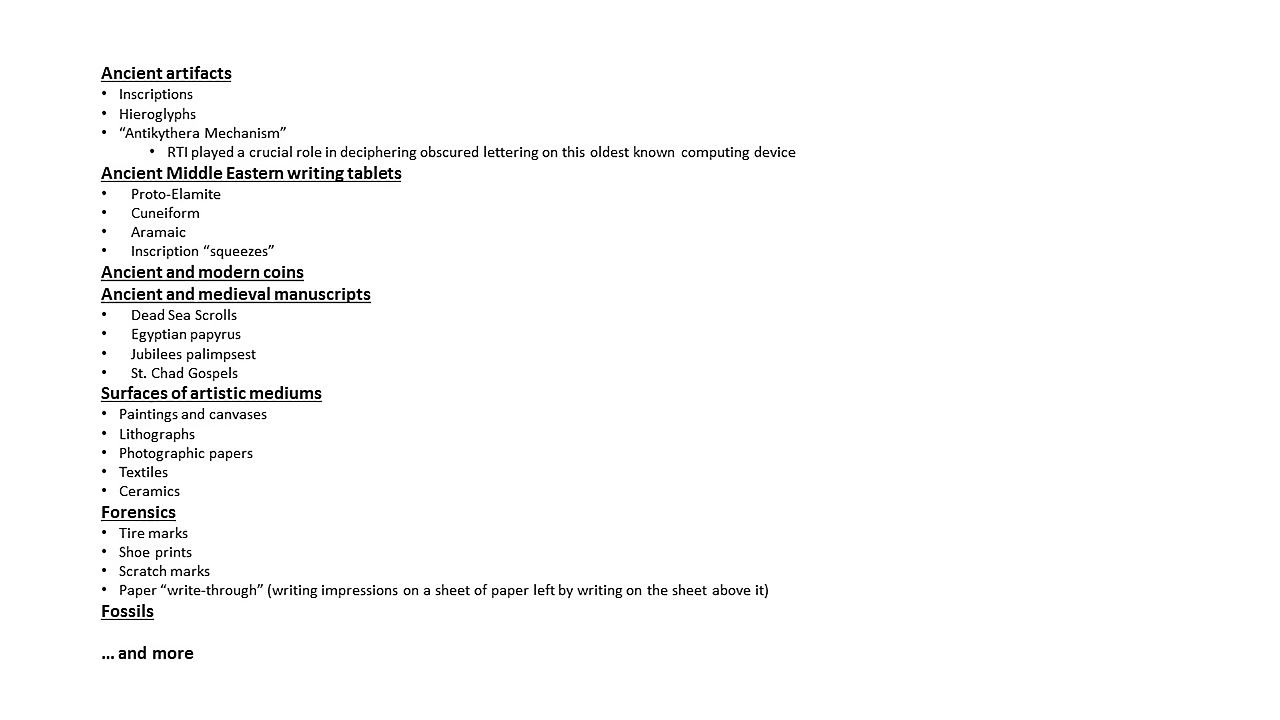 Ancient artifacts
• Inscriptions
• Hieroglyphs
• “Antikythera Mechanism”
• RTI played a crucial role in deciphering obscured lettering on this oldest known computing device
Ancient Middle Eastern writing tablets
• Proto-Elamite
• Cuneiform
• Aramaic
• Inscription “squeezes”
Ancient and modern coins
Ancient and medieval manuscripts
• Dead Sea Scrolls
• Egyptian papyrus
• Jubilees palimpsest
• St. Chad Gospels
Surfaces of artistic mediums
• Paintings and canvases
• Lithographs
• Photographic papers
• Textiles
• Ceramics
Forensics
• Tire marks
• Shoe prints
• Scratch marks
• Paper “write-through” (writing impressions on a sheet of paper left by writing on the sheet above it)
Fossils
... and more